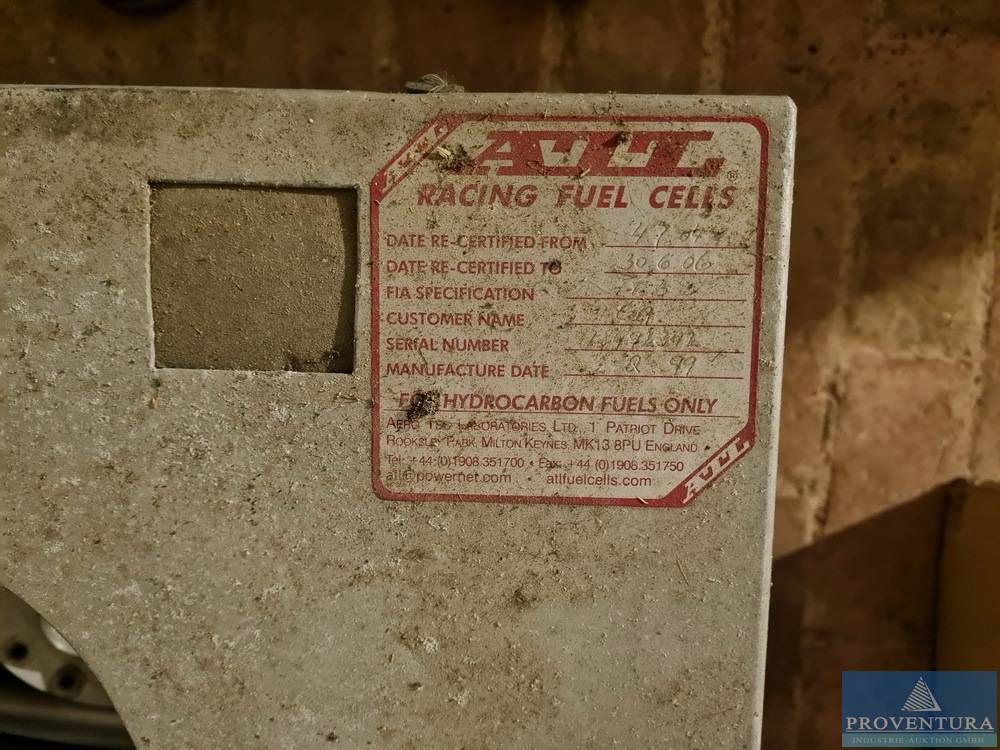 ATL
ATL®
RACING FUEL CELLS
DATE RE-CERTIFIED FROM
DATE RE-CERTIFIED TO 30.6.06
FIA SPECIFICATION
CUSTOMER NAME
SERIAL NUMBER
MANUFACTURE DATE
FOR HYDROCARBON FUELS ONLY
AERO TEC LABORATORIES LTD., 1 PATRIOT DRIVE
ROOKSLEY PARK, MILTON KEYNES, MK13 8PU ENGLAND
Tel: +44 (0)1908 351700 • Fax: +44 (0)1908 351750
atl@powernet.com • atlfuelcells.com
ATL
PROVENTURA
INDUSTRIE-AUKTION GMBH